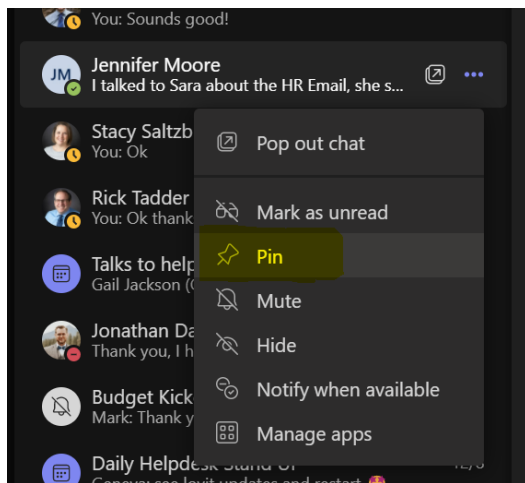 You: Sounds good!
Jennifer Moore
JM
I talked to Sara about the HR Email, she s...
Stacy Saltzb
You: Ok
Pop out chat
Rick Tadder
You: Ok thank
Mark as unread
Talks to help
Gail Jackson (
Pin
Mute
Jonathan Da
Thank you, I h
Hide
Budget Kick
Mark: Thank y
Notify when available
Manage apps
Daily Helpdesk Stand Up